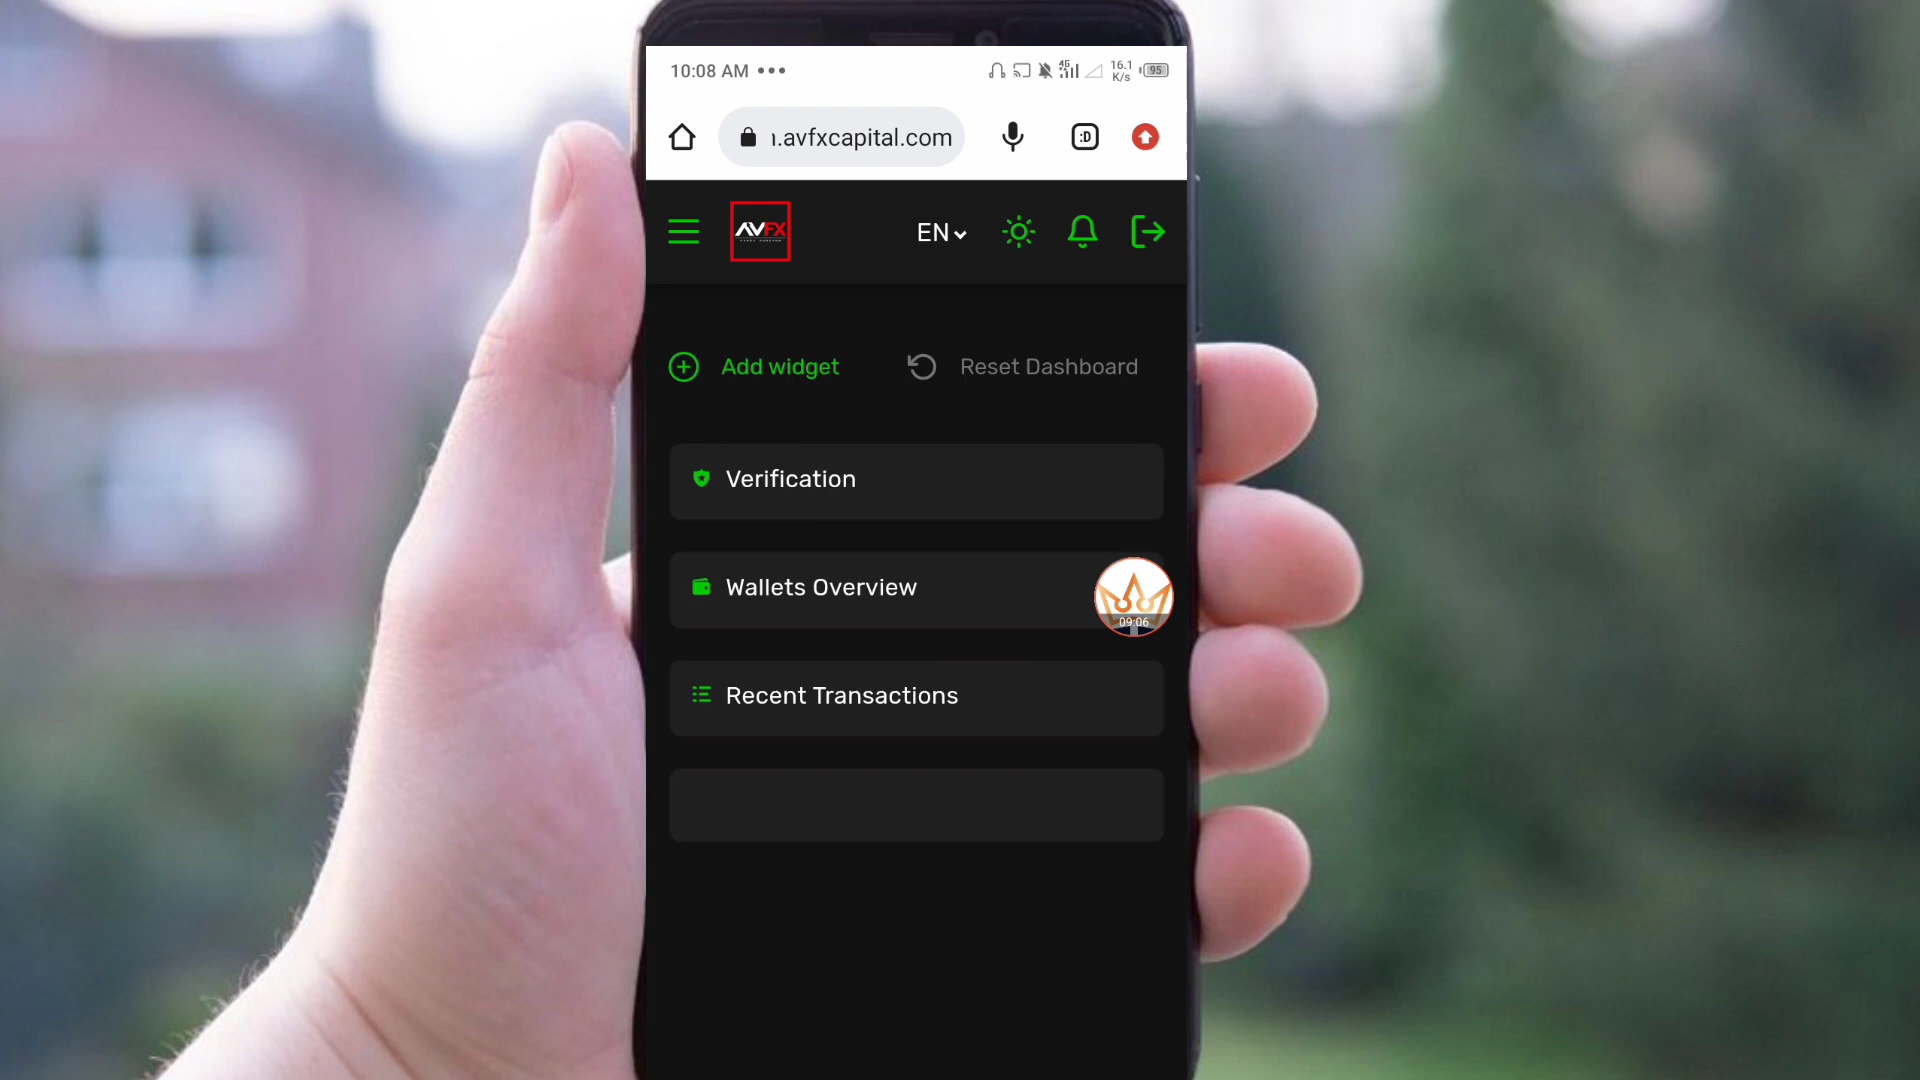 10:08 AM
4G
16.1
K/s
95
ı.avfxcapital.com
:D
AVFX
EN
Add widget
Reset Dashboard
Verification
Wallets Overview
09:06
Recent Transactions